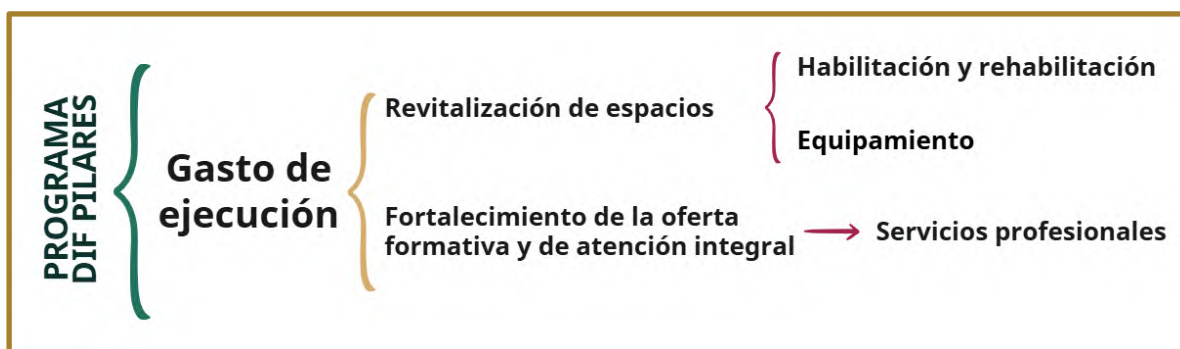 PROGRAMA
DIF PILARES
Gasto de
ejecución
Revitalización de espacios
Habilitación y rehabilitación
Equipamiento
Fortalecimiento de la oferta
formativa y de atención integral
Servicios profesionales